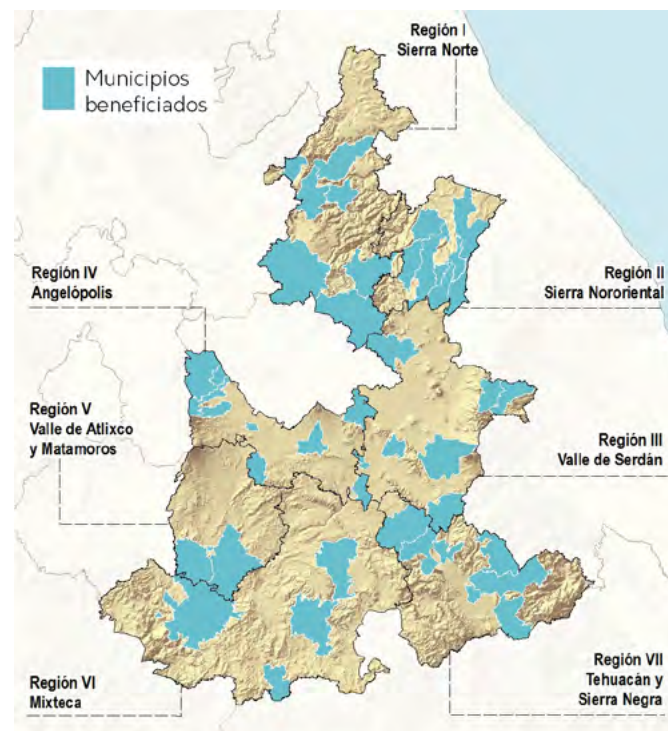 Región I
Sierra Norte
Municipios
beneficiados
Región IV
Angelópolis
Región II
Sierra Nororiental
Región V
Valle de Atlixco
y Matamoros
Región III
Valle de Serdán
Región VI
Mixteca
Región VII
Tehuacán y
Sierra Negra